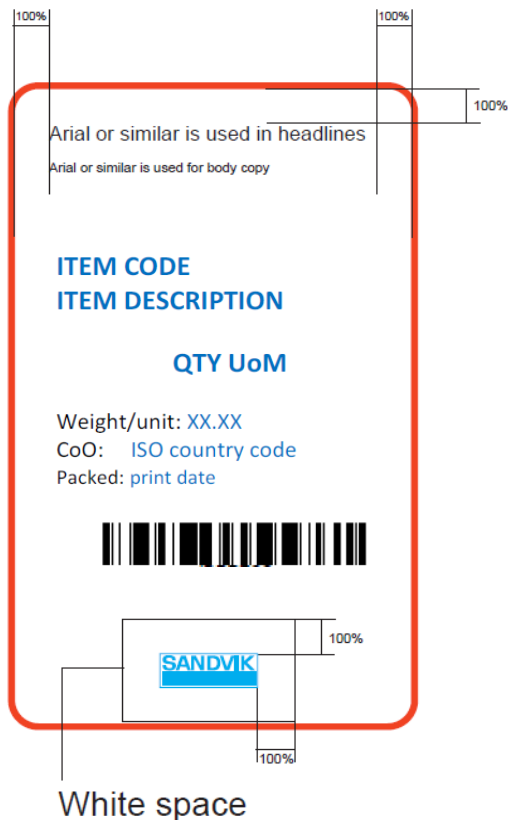 100%
100%
100%
Arial or similar is used in headlines
Arial or similar is used for body copy
ITEM CODE
ITEM DESCRIPTION
QTY UoM
Weight/unit: XX.XX
CoO: ISO country code
Packed: print date
100%
SANDVIK
100%
White space